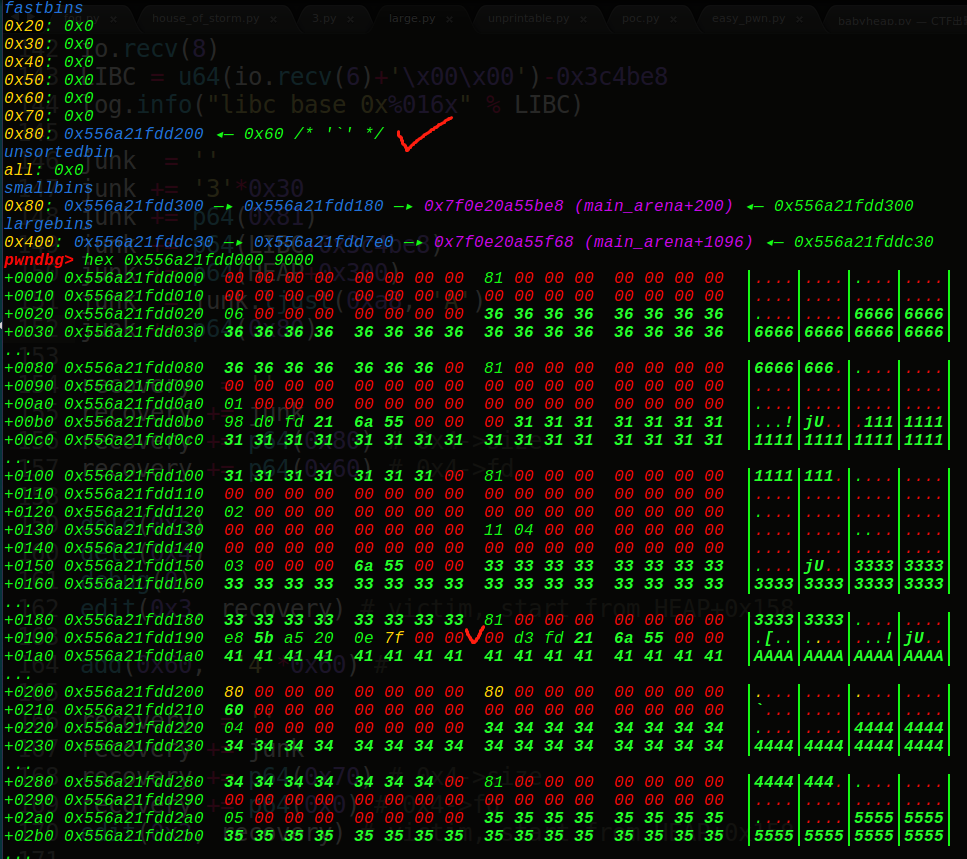 house_of_storm.py × 3.py × large.py × unprintable.py × poc.py × easy_pwn.py ×
fastbins
0x20: 0x0
0x30: 0x0
0x40: 0x0
0x50: 0x0
0x60: 0x0
0x70: 0x0
0x80: 0x556a21fdd200 ◂— 0x60 /* '`' */
unsortedbin
all: 0x0
smallbins
0x80: 0x556a21fdd300 —▸ 0x556a21fdd180 —▸ 0x7f0e20a55be8 (main_arena+200) ◂— 0x556a21fdd300
largebins
0x400: 0x556a21fddc30 —▸ 0x556a21fdd7e0 —▸ 0x7f0e20a55f68 (main_arena+1096) ◂— 0x556a21fddc30
pwndbg> hex 0x556a21fdd000 9000
+0000 0x556a21fdd000 00 00 00 00 00 00 00 00 81 00 00 00 00 00 00 00 |....|....|....|....|
+0010 0x556a21fdd010 00 00 00 00 00 00 00 00 00 00 00 00 00 00 00 00 |....|....|....|....|
+0020 0x556a21fdd020 06 00 00 00 00 00 00 00 36 36 36 36 36 36 36 36 |....|....|6666|6666|
+0030 0x556a21fdd030 36 36 36 36 36 36 36 36 36 36 36 36 36 36 36 36 |6666|6666|6666|6666|
...
+0080 0x556a21fdd080 36 36 36 36 36 36 36 00 81 00 00 00 00 00 00 00 |6666|666.|....|....|
+0090 0x556a21fdd090 00 00 00 00 00 00 00 00 00 00 00 00 00 00 00 00 |....|....|....|....|
+00a0 0x556a21fdd0a0 01 00 00 00 00 00 00 00 00 00 00 00 00 00 00 00 |....|....|....|....|
+00b0 0x556a21fdd0b0 98 d0 fd 21 6a 55 00 00 00 31 31 31 31 31 31 31 |...!|jU..|.111|1111|
+00c0 0x556a21fdd0c0 31 31 31 31 31 31 31 31 31 31 31 31 31 31 31 31 |1111|1111|1111|1111|
...
+0100 0x556a21fdd100 31 31 31 31 31 31 31 00 81 00 00 00 00 00 00 00 |1111|111.|....|....|
+0110 0x556a21fdd110 00 00 00 00 00 00 00 00 00 00 00 00 00 00 00 00 |....|....|....|....|
+0120 0x556a21fdd120 02 00 00 00 00 00 00 00 00 00 00 00 00 00 00 00 |....|....|....|....|
+0130 0x556a21fdd130 00 00 00 00 00 00 00 00 11 04 00 00 00 00 00 00 |....|....|....|....|
+0140 0x556a21fdd140 00 00 00 00 00 00 00 00 00 00 00 00 00 00 00 00 |....|....|....|....|
+0150 0x556a21fdd150 03 00 00 00 6a 55 00 00 33 33 33 33 33 33 33 33 |....|jU..|3333|3333|
+0160 0x556a21fdd160 33 33 33 33 33 33 33 33 33 33 33 33 33 33 33 33 |3333|3333|3333|3333|
...
+0180 0x556a21fdd180 33 33 33 33 33 33 33 33 81 00 00 00 00 00 00 00 |3333|3333|....|....|
+0190 0x556a21fdd190 e8 5b a5 20 0e 7f 00 00 00 d3 fd 21 6a 55 00 00 |.[..|....|...!|jU..|
+01a0 0x556a21fdd1a0 41 41 41 41 41 41 41 41 41 41 41 41 41 41 41 41 |AAAA|AAAA|AAAA|AAAA|
...
+0200 0x556a21fdd200 80 00 00 00 00 00 00 00 80 00 00 00 00 00 00 00 |....|....|....|....|
+0210 0x556a21fdd210 60 00 00 00 00 00 00 00 00 00 00 00 00 00 00 00 |`...|....|....|....|
+0220 0x556a21fdd220 04 00 00 00 00 00 00 00 34 34 34 34 34 34 34 34 |....|....|4444|4444|
+0230 0x556a21fdd230 34 34 34 34 34 34 34 34 34 34 34 34 34 34 34 34 |4444|4444|4444|4444|
...
+0280 0x556a21fdd280 34 34 34 34 34 34 34 00 81 00 00 00 00 00 00 00 |4444|444.|....|....|
+0290 0x556a21fdd290 00 00 00 00 00 00 00 00 00 00 00 00 00 00 00 00 |....|....|....|....|
+02a0 0x556a21fdd2a0 05 00 00 00 00 00 00 00 35 35 35 35 35 35 35 35 |....|....|5555|5555|
+02b0 0x556a21fdd2b0 35 35 35 35 35 35 35 35 35 35 35 35 35 35 35 35 |5555|5555|5555|5555|
...